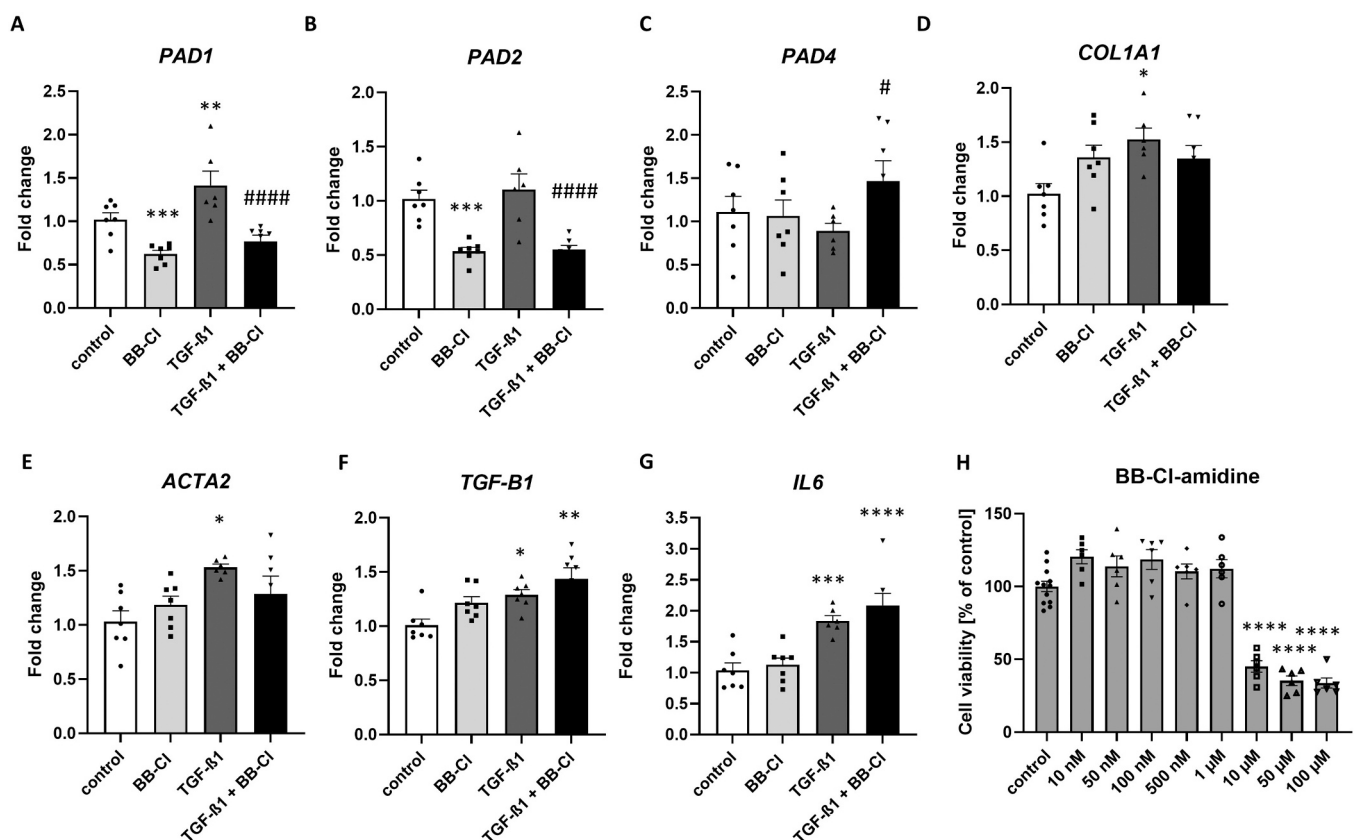 A
PAD1
Fold change
2.5
2.0
1.5
1.0
0.5
0.0
***
**
####
control
BB-Cl
TGF-ß1
TGF-ß1 + BB-Cl
B
PAD2
Fold change
2.0
1.5
1.0
0.5
0.0
***
####
control
BB-Cl
TGF-ß1
TGF-ß1 + BB-Cl
C
PAD4
Fold change
2.5
2.0
1.5
1.0
0.5
0.0
#
control
BB-Cl
TGF-ß1
TGF-ß1 + BB-Cl
D
COL1A1
Fold change
2.0
1.5
1.0
0.5
0.0
*
control
BB-Cl
TGF-ß1
TGF-ß1 + BB-Cl
E
ACTA2
Fold change
2.0
1.5
1.0
0.5
0.0
*
control
BB-Cl
TGF-ß1
TGF-ß1 + BB-Cl
F
TGF-B1
Fold change
2.0
1.5
1.0
0.5
0.0
*
**
control
BB-Cl
TGF-ß1
TGF-ß1 + BB-Cl
G
IL6
Fold change
3.5
3.0
2.5
2.0
1.5
1.0
0.5
0.0
***
****
control
BB-Cl
TGF-ß1
TGF-ß1 + BB-Cl
H
BB-Cl-amidine
Cell viability [% of control]
150
100
50
0
****
****
****
control
10 nM
50 nM
100 nM
500 nM
1 µM
10 µM
50 µM
100 µM